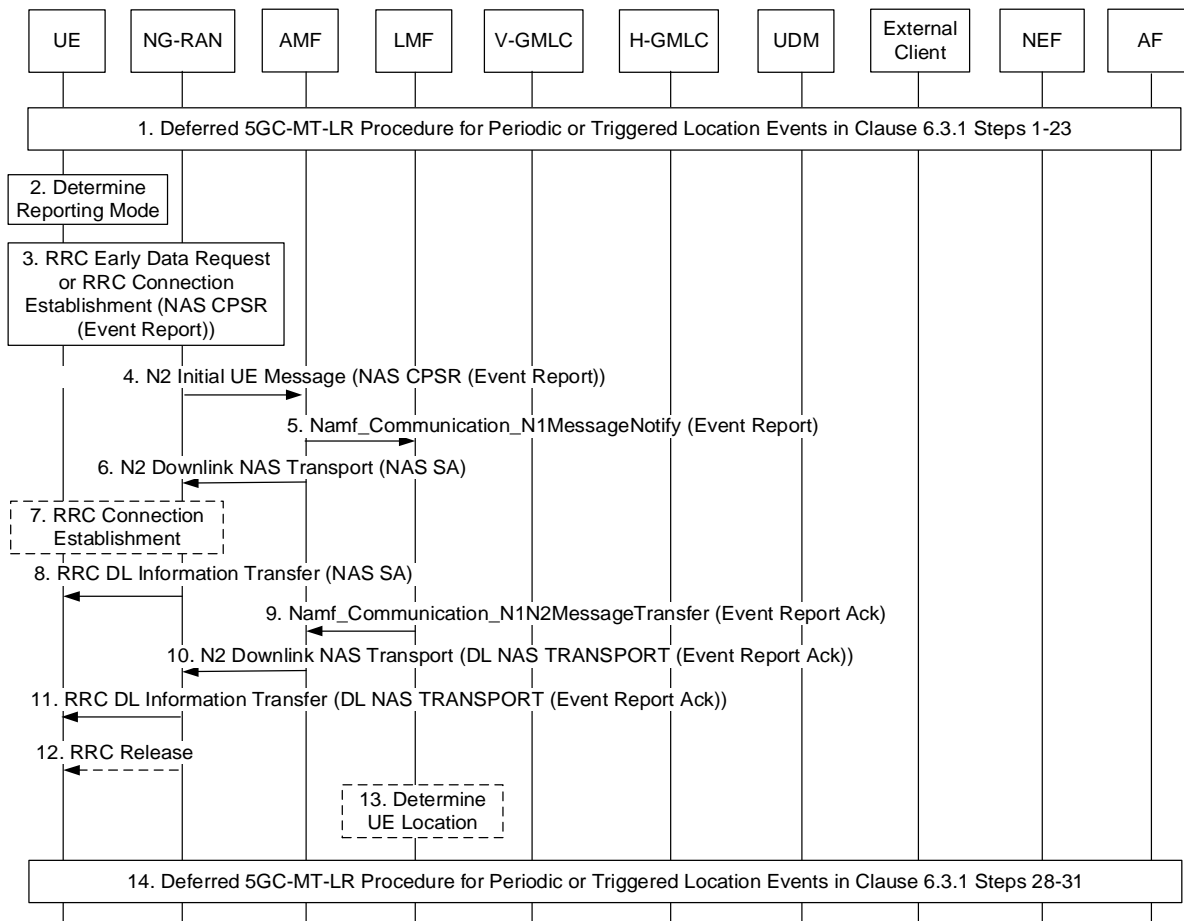 UE
NG-RAN
AMF
LMF
V-GMLC
H-GMLC
UDM
External
Client
NEF
AF
1. Deferred 5GC-MT-LR Procedure for Periodic or Triggered Location Events in Clause 6.3.1 Steps 1-23
2. Determine
Reporting Mode
3. RRC Early Data Request
or RRC Connection
Establishment (NAS CPSR
(Event Report))
4. N2 Initial UE Message (NAS CPSR (Event Report))
5. Namf_Communication_N1MessageNotify (Event Report)
6. N2 Downlink NAS Transport (NAS SA)
7. RRC Connection
Establishment
8. RRC DL Information Transfer (NAS SA)
9. Namf_Communication_N1N2MessageTransfer (Event Report Ack)
10. N2 Downlink NAS Transport (DL NAS TRANSPORT (Event Report Ack))
11. RRC DL Information Transfer (DL NAS TRANSPORT (Event Report Ack))
12. RRC Release
13. Determine
UE Location
14. Deferred 5GC-MT-LR Procedure for Periodic or Triggered Location Events in Clause 6.3.1 Steps 28-31